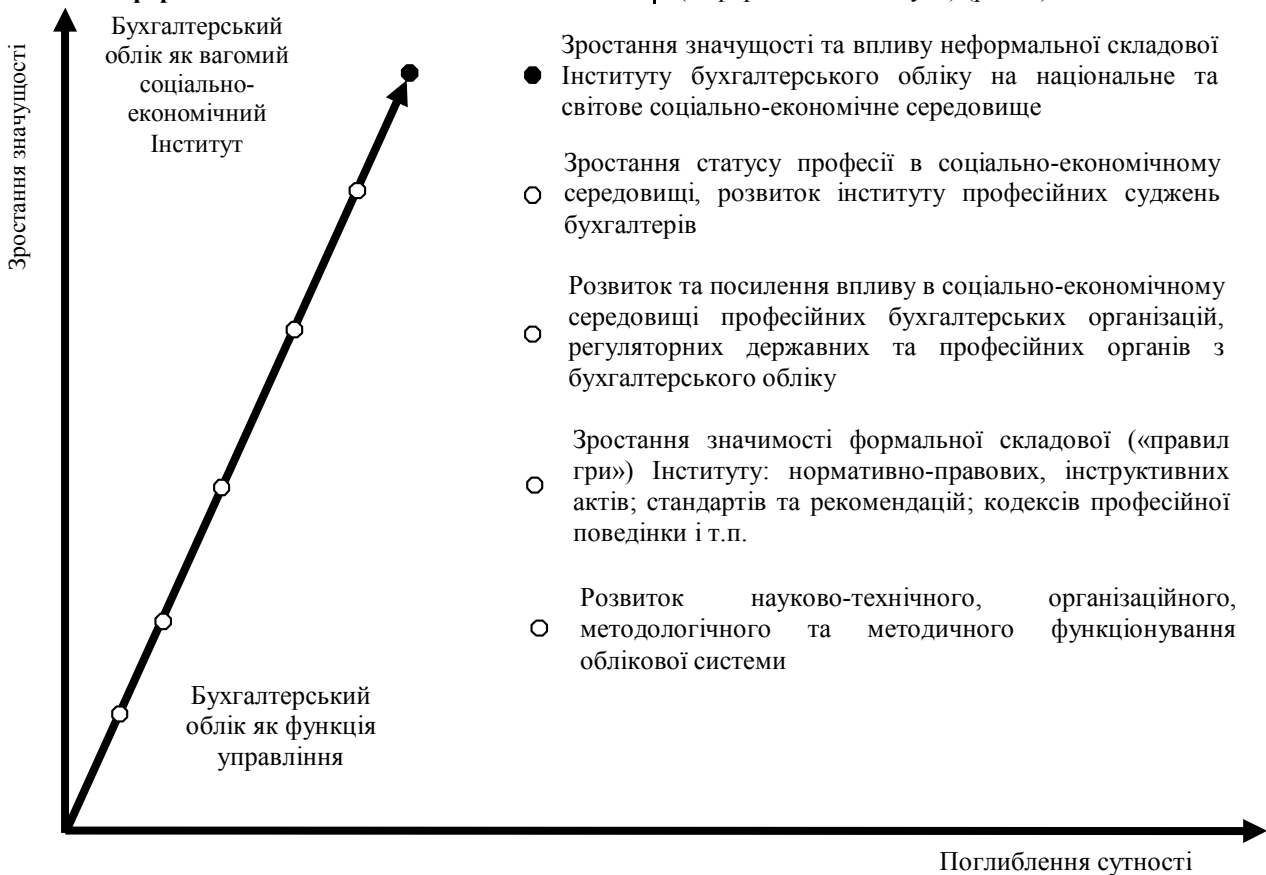 Бухгалтерський
облік як вагомий
соціально-
економічний
Інститут
Зростання значущості
Зростання значущості та впливу неформальної складової
Інституту бухгалтерського обліку на національне та
світове соціально-економічне середовище
Зростання статусу професії в соціально-економічному
середовищі, розвиток інституту професійних суджень
бухгалтерів
Розвиток та посилення впливу в соціально-економічному
середовищі професійних бухгалтерських організацій,
регуляторних державних та професійних органів з
бухгалтерського обліку
Зростання значимості формальної складової («правил
гри») Інституту: нормативно-правових, інструктивних
актів; стандартів та рекомендацій; кодексів професійної
поведінки і т.п.
Розвиток науково-технічного, організаційного,
методологічного та методичного функціонування
облікової системи
Бухгалтерський
облік як функція
управління
Поглиблення сутності